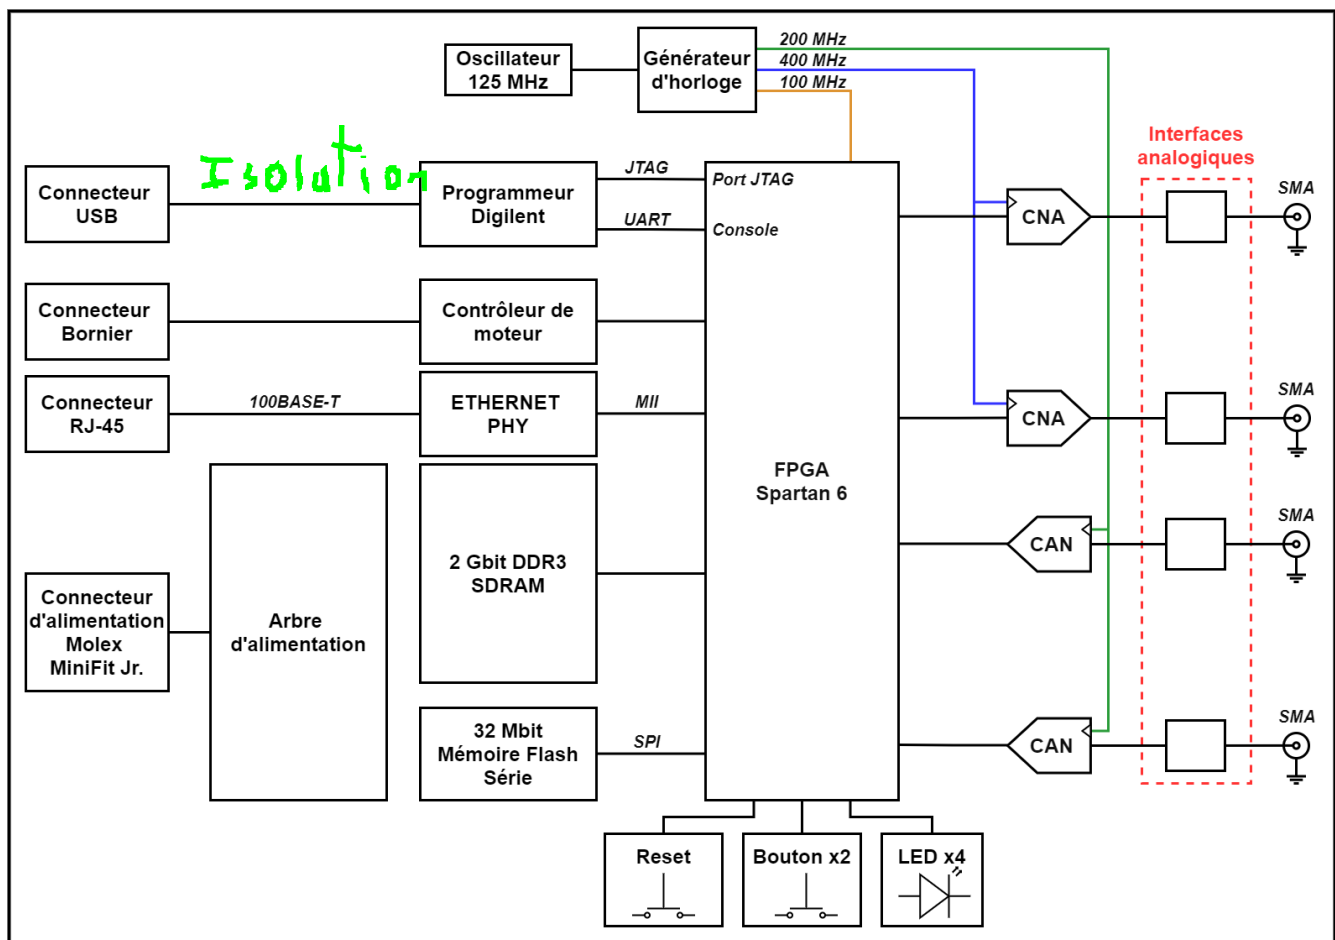 200 MHz
400 MHz
100 MHz
Oscillateur
125 MHz
Générateur
d'horloge
Interfaces
analogiques
Isolution
Connecteur
USB
Programmeur
Digilent
JTAG
UART
Port JTAG
Console
CNA
SMA
Connecteur
Bornier
Contrôleur de
moteur
Connecteur
RJ-45
100BASE-T
ETHERNET
PHY
MII
CNA
SMA
FPGA
Spartan 6
CAN
SMA
2 Gbit DDR3
SDRAM
Connecteur
d'alimentation
Molex
MiniFit Jr.
Arbre
d'alimentation
32 Mbit
Mémoire Flash
Série
SPI
CAN
SMA
Reset
Bouton x2
LED x4